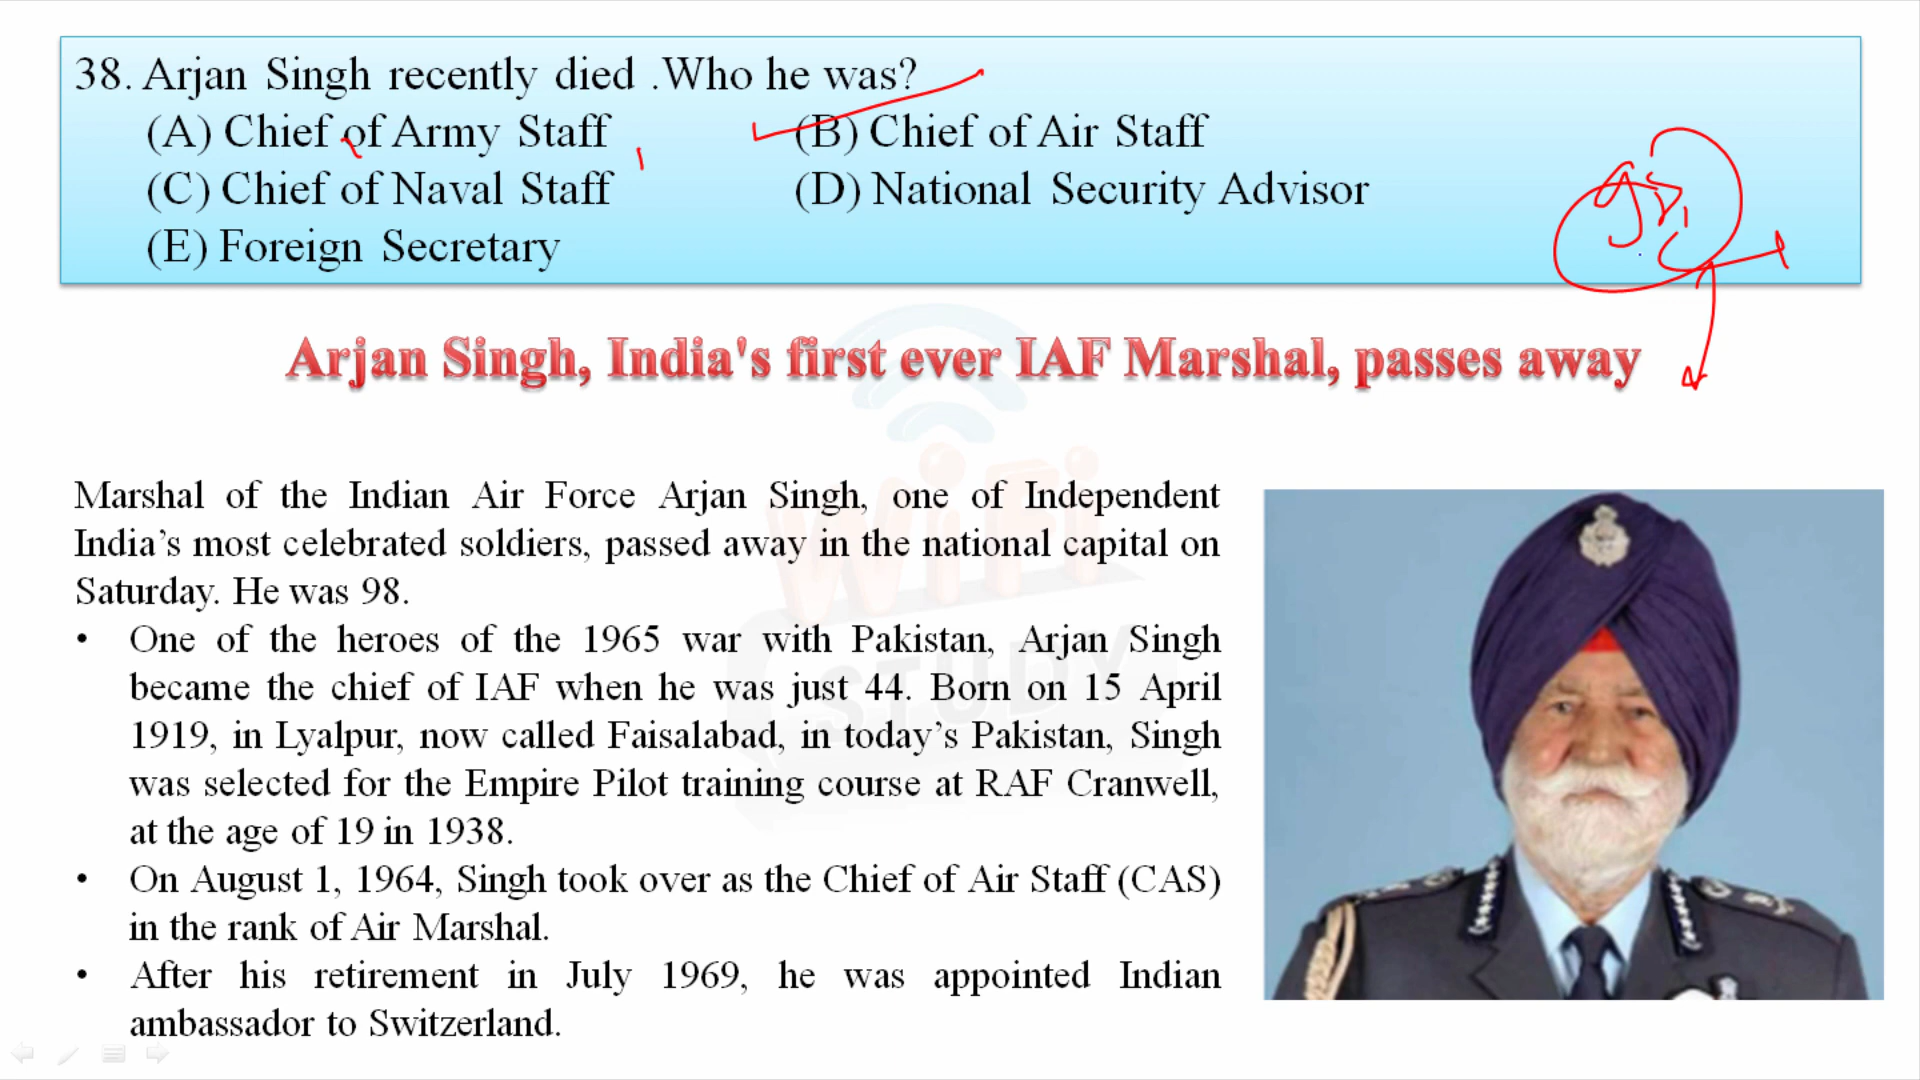 38. Arjan Singh recently died .Who he was?
(A) Chief of Army Staff (B) Chief of Air Staff
(C) Chief of Naval Staff (D) National Security Advisor
(E) Foreign Secretary
Arjan Singh, India's first ever IAF Marshal, passes away
Marshal of the Indian Air Force Arjan Singh, one of Independent
India’s most celebrated soldiers, passed away in the national capital on
Saturday. He was 98.
• One of the heroes of the 1965 war with Pakistan, Arjan Singh
became the chief of IAF when he was just 44. Born on 15 April
1919, in Lyalpur, now called Faisalabad, in today’s Pakistan, Singh
was selected for the Empire Pilot training course at RAF Cranwell,
at the age of 19 in 1938.
• On August 1, 1964, Singh took over as the Chief of Air Staff (CAS)
in the rank of Air Marshal.
• After his retirement in July 1969, he was appointed Indian
ambassador to Switzerland.
WiFi
STUDY